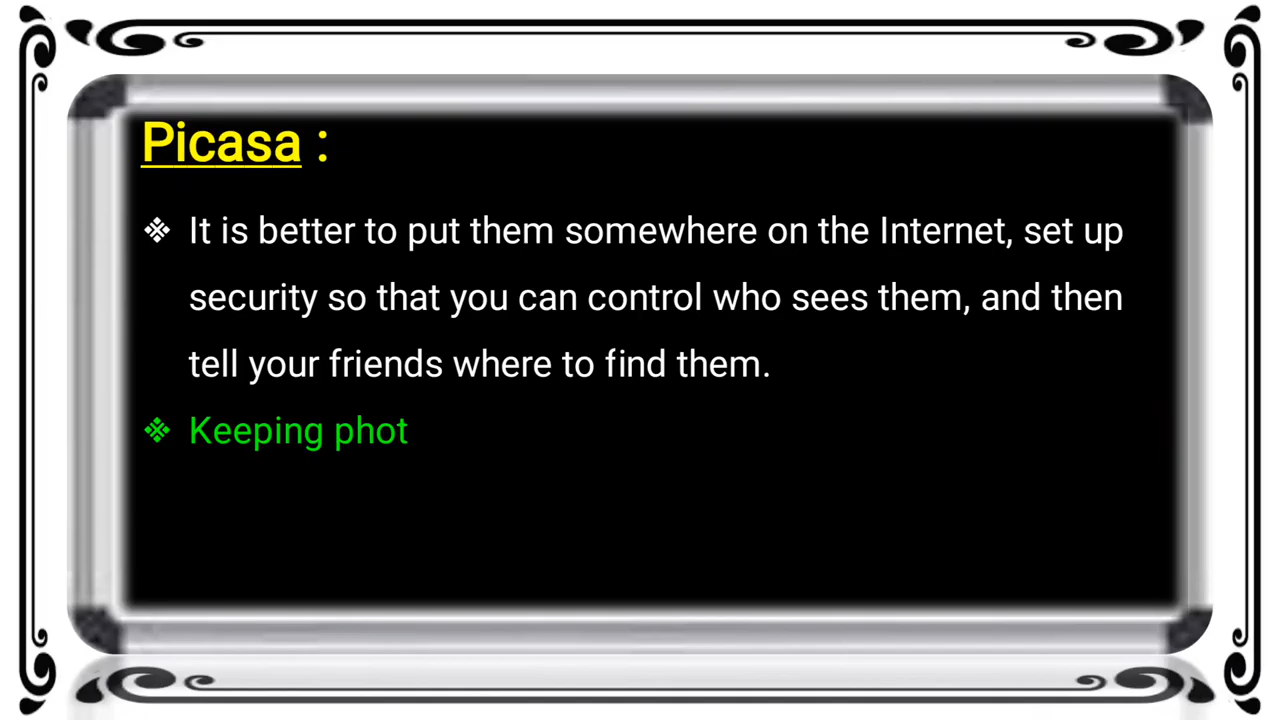 Picasa :
❖ It is better to put them somewhere on the Internet, set up
security so that you can control who sees them, and then
tell your friends where to find them.
❖ Keeping phot